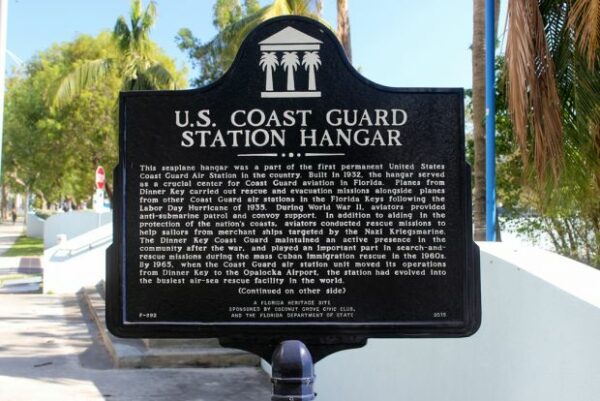 U.S. COAST GUARD
STATION HANGAR
This seaplane hangar was a part of the first permanent United States
Coast Guard Air Station in the country. Built in 1932, the hangar served
as a crucial center for Coast Guard aviation in Florida. Planes from
Dinner Key carried out rescue and evacuation missions alongside planes
from other Coast Guard air stations in the Florida Keys following the
Labor Day Hurricane of 1935. During World War II, aviators provided
anti-submarine patrol and convoy support. In addition to aiding in the
protection of the nation's coasts, aviators conducted rescue missions to
help sailors from merchant ships targeted by the Nazi Kriegsmarine.
The Dinner Key Coast Guard maintained an active presence in the
community after the war, and played an important part in search-and-
rescue missions during the mass Cuban immigration rescue in the 1960s.
By 1965, when the Coast Guard air station unit moved its operations
from Dinner Key to the Opalocka Airport, the station had evolved into
the busiest air-sea rescue facility in the world.
(Continued on other side)
A FLORIDA HERITAGE SITE
SPONSORED BY COCONUT GROVE CIVIC CLUB,
AND THE FLORIDA DEPARTMENT OF STATE